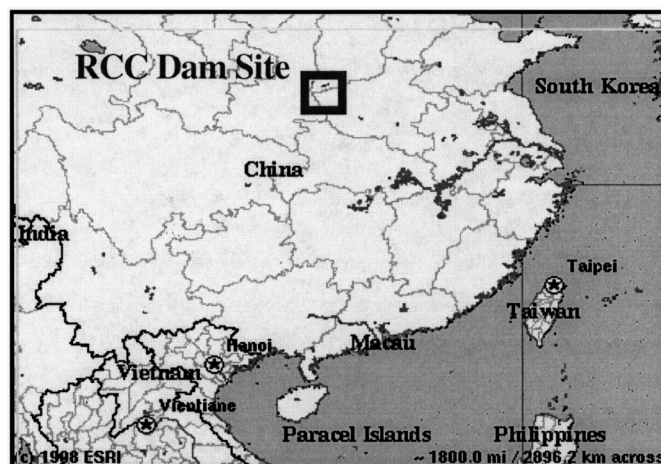 RCC Dam Site
South Korea
China
India
Taipei
Taiwan
Hanoi
Macau
Vietnam
Vientiane
Paracel Islands
Philippines
(c) 1998 ESRI
~ 1800.0 mi / 2896.2 km across